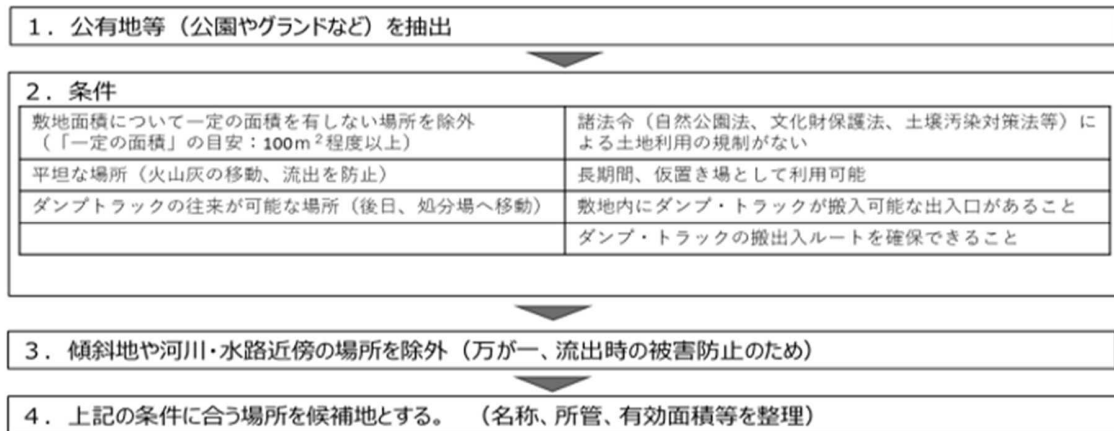 1．公有地等（公園やグランドなど）を抽出
2．条件
敷地面積について一定の面積を有しない場所を除外
（「一定の面積」の目安：100m²程度以上）
諸法令（自然公園法、文化財保護法、土壌汚染対策法等）に
よる土地利用の規制がない
平坦な場所（火山灰の移動、流出を防止）
長期間、仮置き場として利用可能
ダンプトラックの往来が可能な場所（後日、処分場へ移動）
敷地内にダンプ・トラックが搬入可能な出入口があること
ダンプ・トラックの搬出入ルートを確保できること
3．傾斜地や河川・水路近傍の場所を除外（万が一、流出時の被害防止のため）
4．上記の条件に合う場所を候補地とする。　（名称、所管、有効面積等を整理）